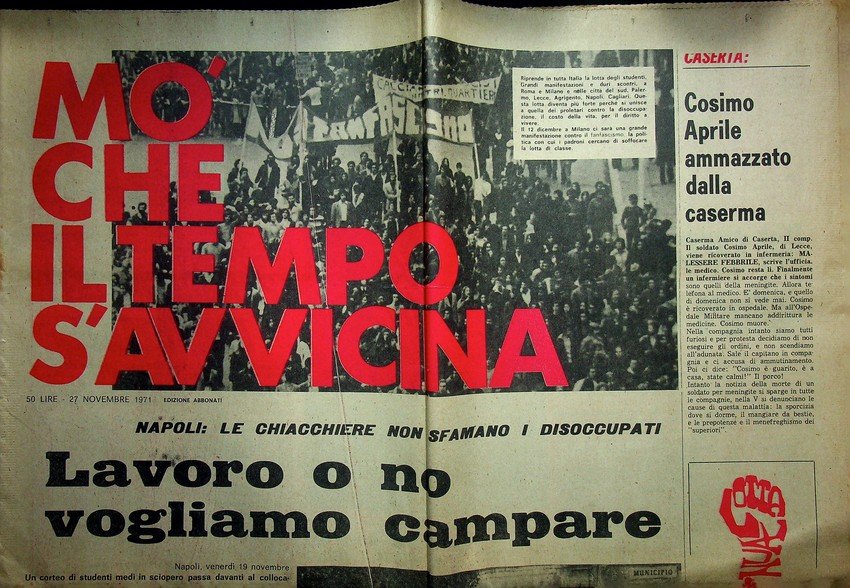 MO'
CHE
IL TEMPO
S'AVVICINA
CALCIO
QUARTIER
FANFASCISMO
Riprende in tutta Italia la lotta degli studenti.
Grandi manifestazioni e duri scontri, a
Roma e Milano e nelle città del sud, Paler-
mo, Lecce, Agrigento, Napoli, Cagliari. Que-
sta lotta diventa più forte perché si unisce
a quella dei proletari contro la disoccupa-
zione, il costo della vita, per il diritto a
vivere.
Il 12 dicembre a Milano ci sarà una grande
manifestazione contro il fanfascismo, la poli-
tica con cui i padroni cercano di soffocare
la lotta di classe.
50 LIRE - 27 NOVEMBRE 1971 EDIZIONE ABBONATI
NAPOLI: LE CHIACCHIERE NON SFAMANO I DISOCCUPATI
Lavoro o no
vogliamo campare
Napoli, venerdì 19 novembre
Un corteo di studenti medi in sciopero passa davanti al colloca-
MUNICIPIO
CASERTA:
Cosimo
Aprile
ammazzato
dalla
caserma
Caserma Amico di Caserta, II comp.
Il soldato Cosimo Aprile, di Lecce,
viene ricoverato in infermeria: MA-
LESSERE FEBBRILE, scrive l'ufficia.
le medico. Cosimo resta lì. Finalmente
un infermiere si accorge che i sintomi
sono quelli della meningite. Allora te
lefona al medico. E' domenica, e quello
di domenica non si vede mai. Cosimo
è ricoverato in ospedale. Ma all'Ospe-
dale Militare mancano addirittura le
medicine. Cosimo muore.
Nella compagnia intanto siamo tutti
furiosi e per protesta decidiamo di non
eseguire gli ordini, e non scendiamo
all'adunata. Sale il capitano in compa-
gnia e ci accusa di ammutinamento.
Poi ci dice: "Cosimo è guarito, è a
casa, state calmi!" Il porco!
Intanto la notizia della morte di un
soldato per meningite si sparge in tutte
le compagnie, nella V si denunciano le
cause di questa malattia: la sporcizia
dove si dorme, il mangiare da bestie,
e le prepotenze e il menefreghismo dei
"superiori".
LOTTA
NUA